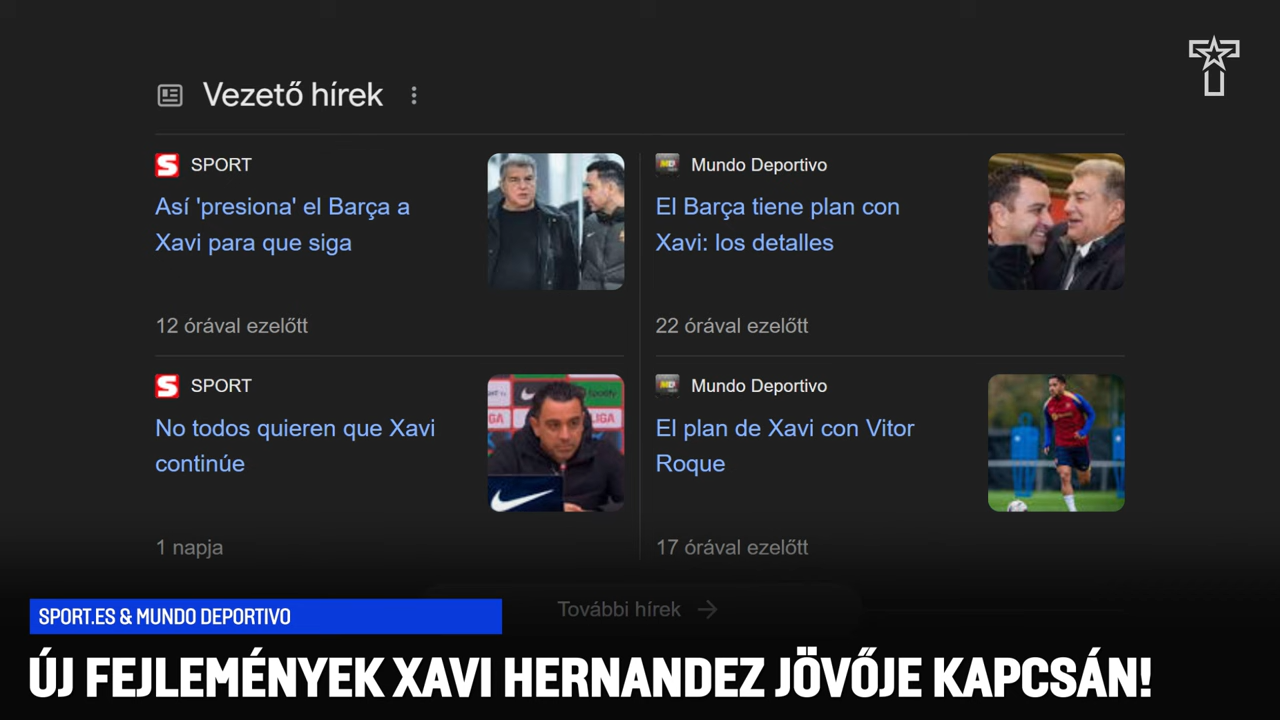 Vezető hírek
SPORT
Así 'presiona' el Barça a
Xavi para que siga
12 órával ezelőtt
Mundo Deportivo
El Barça tiene plan con
Xavi: los detalles
22 órával ezelőtt
SPORT
No todos quieren que Xavi
continúe
1 napja
Mundo Deportivo
El plan de Xavi con Vitor
Roque
17 órával ezelőtt
További hírek
SPORT.ES & MUNDO DEPORTIVO
ÚJ FEJLEMÉNYEK XAVI HERNANDEZ JÖVŐJE KAPCSÁN!